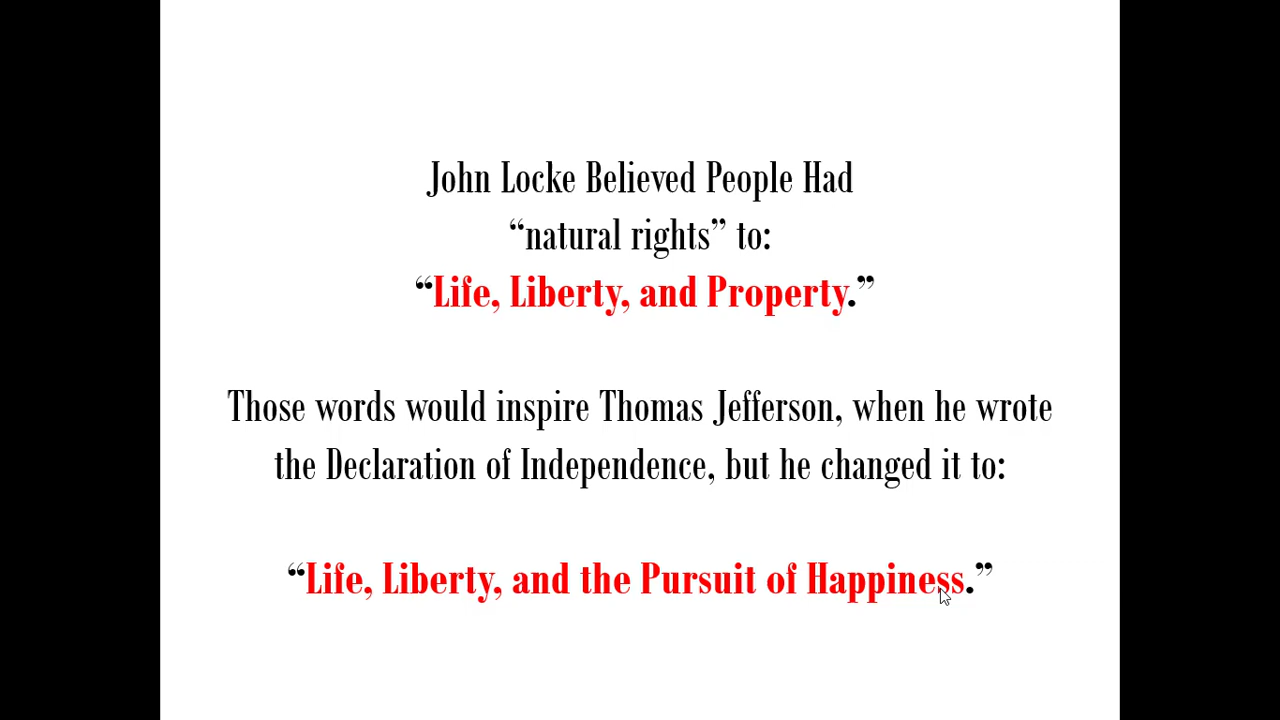 John Locke Believed People Had
“natural rights” to:
“Life, Liberty, and Property.”
Those words would inspire Thomas Jefferson, when he wrote
the Declaration of Independence, but he changed it to:
“Life, Liberty, and the Pursuit of Happiness.”